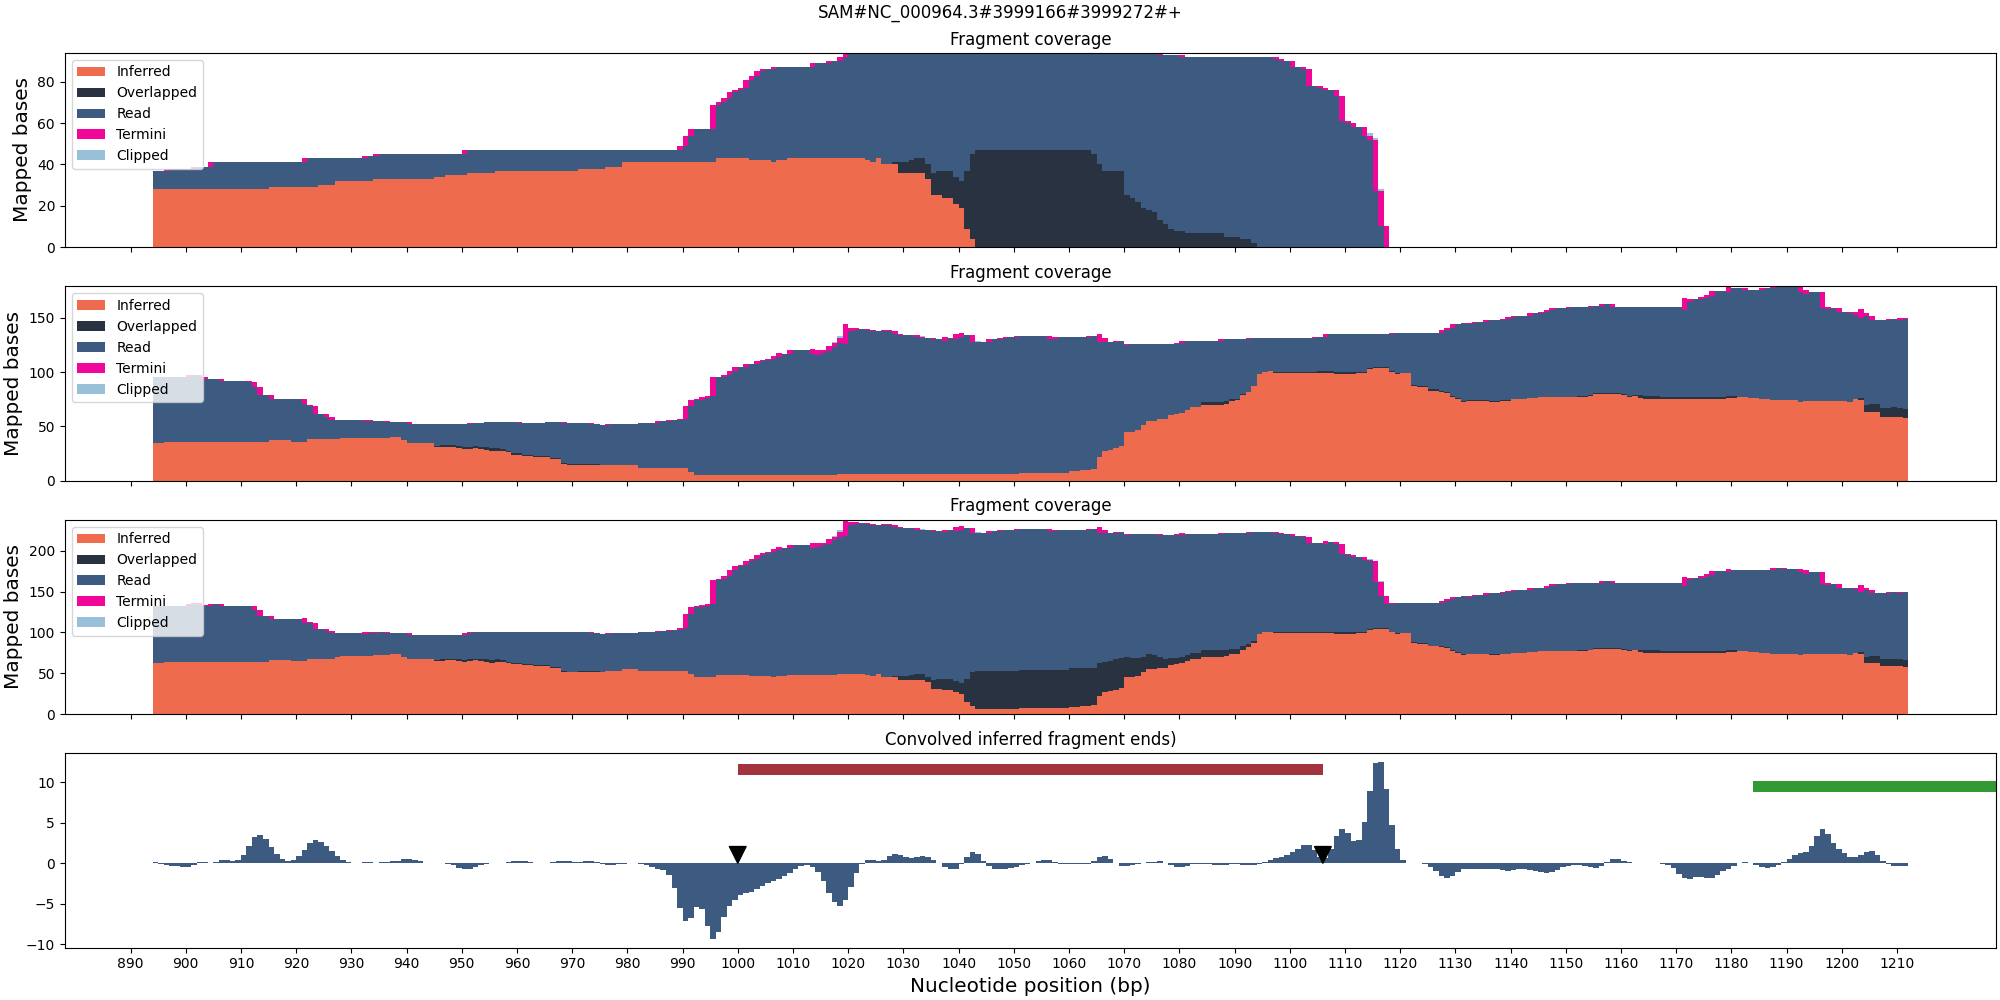 SAM#NC_000964.3#3999166#3999272#+
Fragment coverage
Mapped bases
80
60
40
20
0
Inferred
Overlapped
Read
Termini
Clipped
Fragment coverage
Mapped bases
150
100
50
0
Inferred
Overlapped
Read
Termini
Clipped
Fragment coverage
Mapped bases
200
150
100
50
0
Inferred
Overlapped
Read
Termini
Clipped
Convolved inferred fragment ends)
10
5
0
−5
−10
890 900 910 920 930 940 950 960 970 980 990 1000 1010 1020 1030 1040 1050 1060 1070 1080 1090 1100 1110 1120 1130 1140 1150 1160 1170 1180 1190 1200 1210
Nucleotide position (bp)